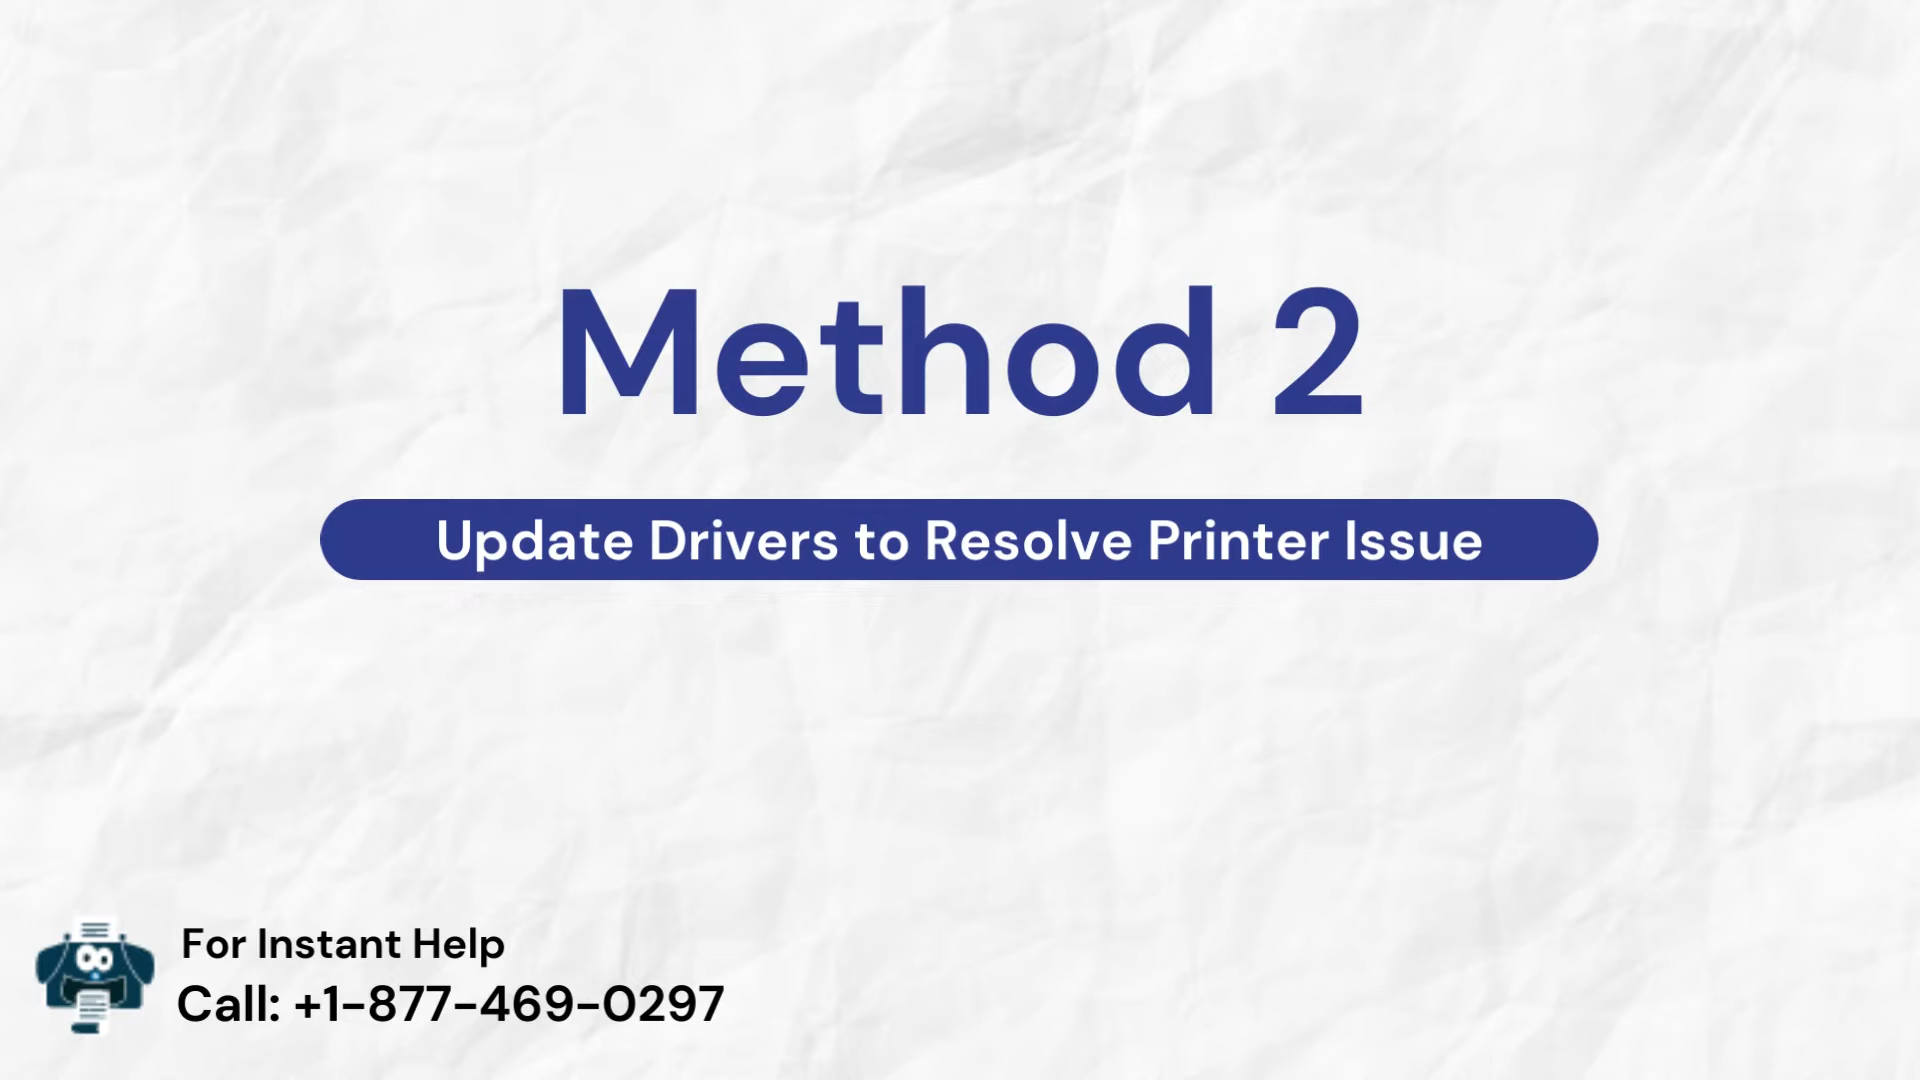 Method 2
Update Drivers to Resolve Printer Issue
For Instant Help
Call: +1-877-469-0297